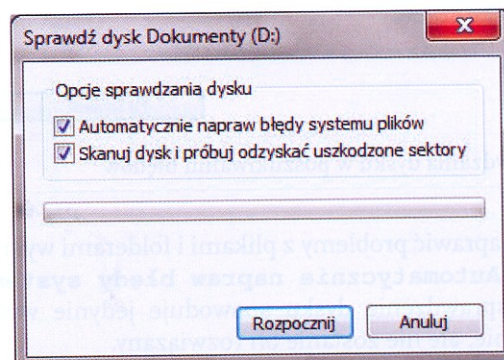 Sprawdź dysk Dokumenty (D:)
Opcje sprawdzania dysku
Automatycznie napraw błędy systemu plików
Skanuj dysk i próbuj odzyskać uszkodzone sektory
Rozpocznij
Anuluj